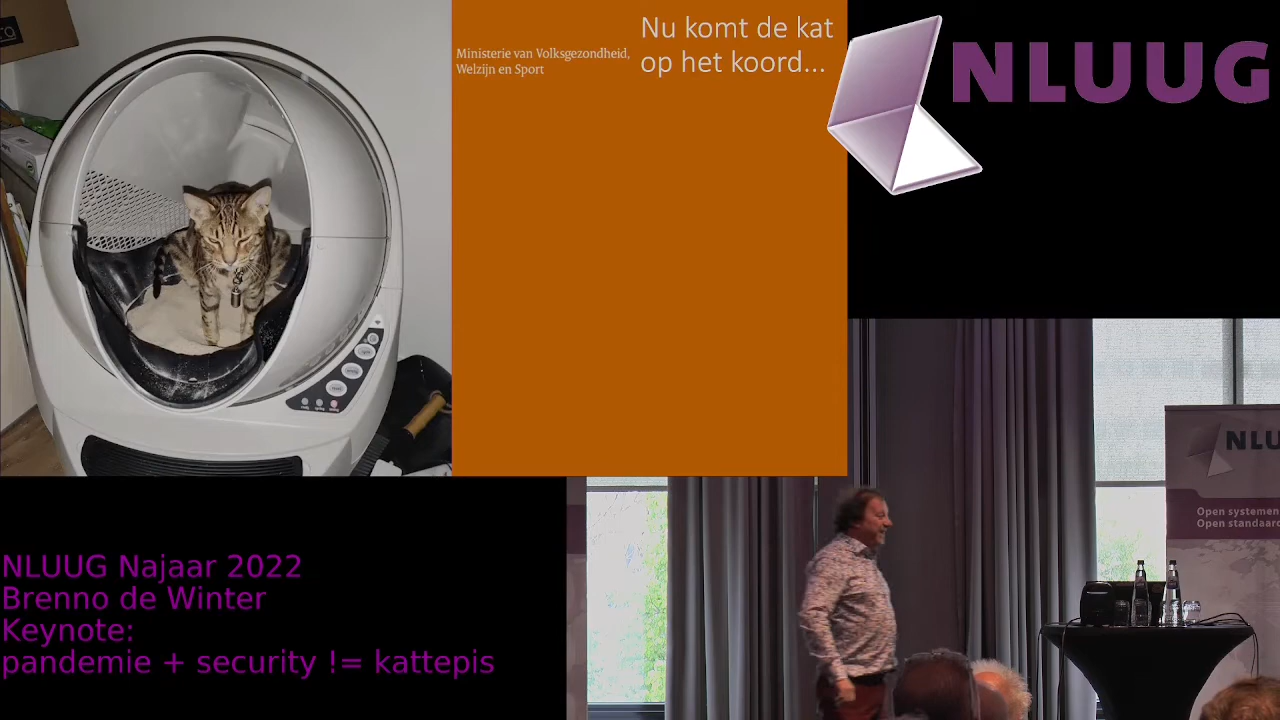 Ministerie van Volksgezondheid,
Welzijn en Sport
Nu komt de kat
op het koord...
NLUUG
NLU
Open systemen
Open standaar
NLUUG Najaar 2022
Brenno de Winter
Keynote:
pandemie + security != kattepis